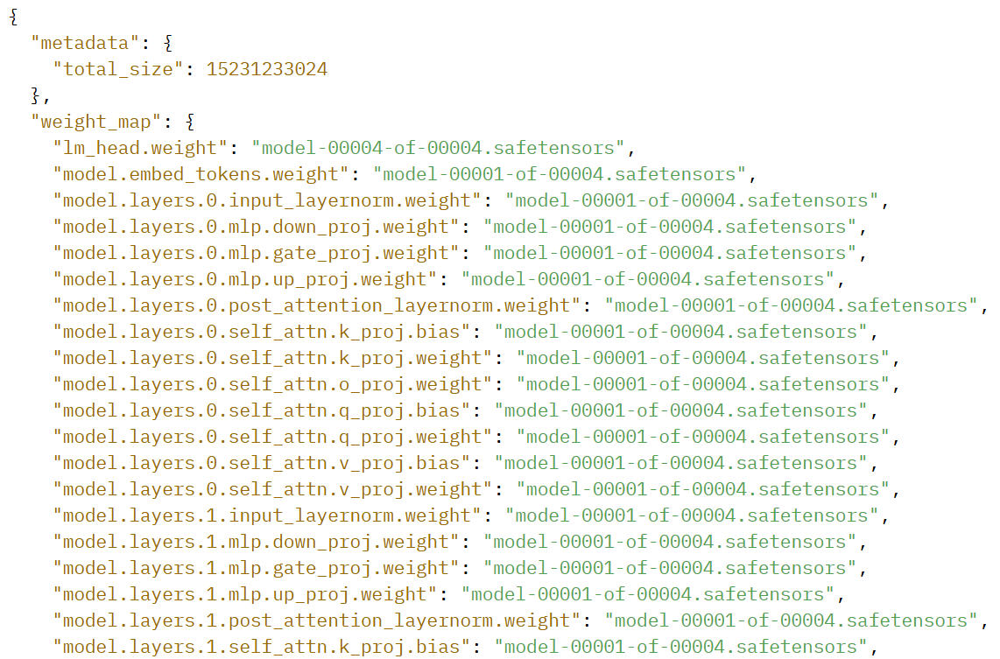 {
  "metadata": {
    "total_size": 15231233024
  },
  "weight_map": {
    "lm_head.weight": "model-00004-of-00004.safetensors",
    "model.embed_tokens.weight": "model-00001-of-00004.safetensors",
    "model.layers.0.input_layernorm.weight": "model-00001-of-00004.safetensors",
    "model.layers.0.mlp.down_proj.weight": "model-00001-of-00004.safetensors",
    "model.layers.0.mlp.gate_proj.weight": "model-00001-of-00004.safetensors",
    "model.layers.0.mlp.up_proj.weight": "model-00001-of-00004.safetensors",
    "model.layers.0.post_attention_layernorm.weight": "model-00001-of-00004.safetensors",
    "model.layers.0.self_attn.k_proj.bias": "model-00001-of-00004.safetensors",
    "model.layers.0.self_attn.k_proj.weight": "model-00001-of-00004.safetensors",
    "model.layers.0.self_attn.o_proj.weight": "model-00001-of-00004.safetensors",
    "model.layers.0.self_attn.q_proj.bias": "model-00001-of-00004.safetensors",
    "model.layers.0.self_attn.q_proj.weight": "model-00001-of-00004.safetensors",
    "model.layers.0.self_attn.v_proj.bias": "model-00001-of-00004.safetensors",
    "model.layers.0.self_attn.v_proj.weight": "model-00001-of-00004.safetensors",
    "model.layers.1.input_layernorm.weight": "model-00001-of-00004.safetensors",
    "model.layers.1.mlp.down_proj.weight": "model-00001-of-00004.safetensors",
    "model.layers.1.mlp.gate_proj.weight": "model-00001-of-00004.safetensors",
    "model.layers.1.mlp.up_proj.weight": "model-00001-of-00004.safetensors",
    "model.layers.1.post_attention_layernorm.weight": "model-00001-of-00004.safetensors",
    "model.layers.1.self_attn.k_proj.bias": "model-00001-of-00004.safetensors",